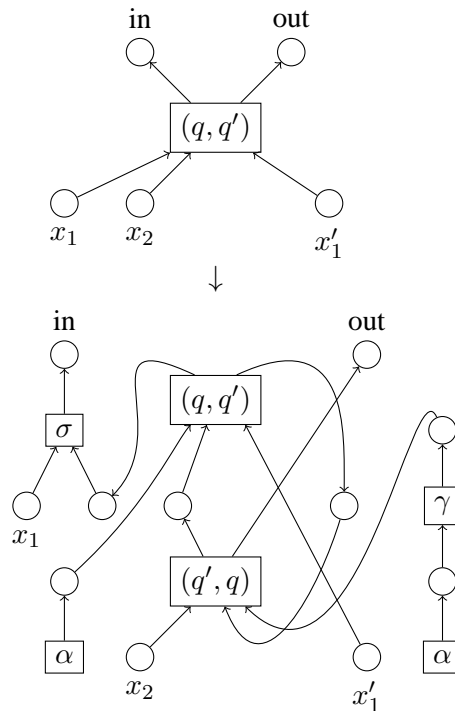 in out
(q, q′)
x₁ x₂ x′₁
↓
in out
(q, q′)
σ
γ
x₁
(q′, q)
α α
x₂ x′₁